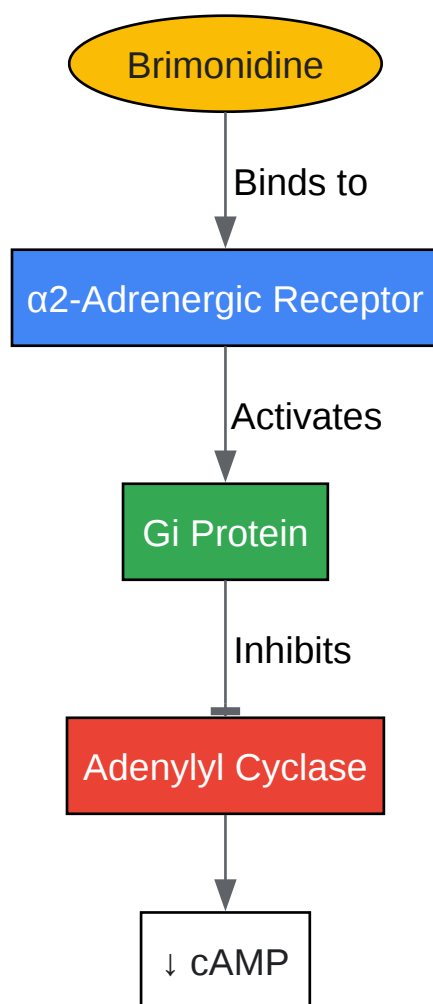 Brimonidine
Binds to
α2-Adrenergic Receptor
Activates
Gi Protein
Inhibits
Adenylyl Cyclase
↓ cAMP